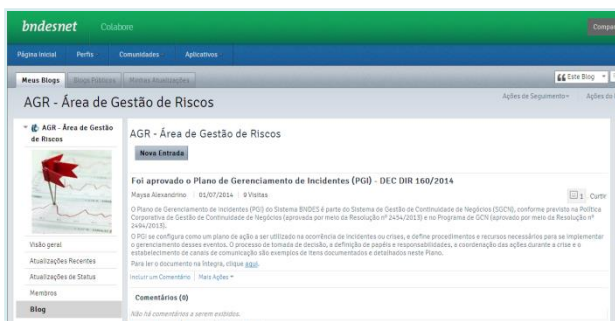 bndesnet Colabore
Página Inicial Perfis Comunidades Aplicativos
Meus Blogs Blogs Públicos Minhas Atualizações
Este Blog
AGR - Área de Gestão de Riscos
Ações de Seguimento
Ações do
AGR - Área de Gestão
de Riscos
Visão geral
Atualizações Recentes
Atualizações de Status
Membros
Blog
AGR - Área de Gestão de Riscos
Nova Entrada
Foi aprovado o Plano de Gerenciamento de Incidentes (PGI) - DEC DIR 160/2014
Mayse Alexandrino | 01/07/2014 | 9 Visitas
1 Curtir
O Plano de Gerenciamento de Incidentes (PGI) do Sistema BNDES é parte do Sistema de Gestão de Continuidade de Negócios (SGCN), conforme previsto na Política
Corporativa de Gestão de Continuidade de Negócios (aprovada por meio da Resolução nº 2454/2013) e no Programa de GCN (aprovado por meio da Resolução nº
2494/2013).
O PGI se configura como um plano de ação a ser utilizado na ocorrência de incidentes ou crises, e define procedimentos e recursos necessários para se implementar
o gerenciamento desses eventos. O processo de tomada de decisão, a definição de papéis e responsabilidades, a coordenação das ações durante a crise e o
estabelecimento de canais de comunicação são exemplos de itens documentados e detalhados neste Plano.
Para ler o documento na íntegra, clique aqui.
Incluir um Comentário | Mais Ações
Comentários (0)
Não há comentários a serem exibidos.